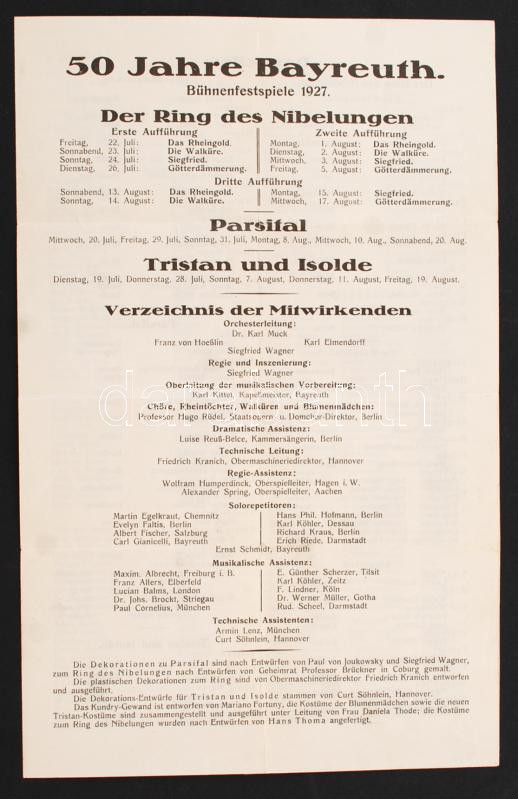 50 Jahre Bayreuth.
Bühnenfestspiele 1927.
Der Ring des Nibelungen
Erste Aufführung
Freitag, 22. Juli: Das Rheingold.
Sonnabend, 23. Juli: Die Walküre.
Sonntag, 24. Juli: Siegfried.
Dienstag, 26. Juli: Götterdämmerung.
Zweite Aufführung
Montag, 1. August: Das Rheingold.
Dienstag, 2. August: Die Walküre.
Mittwoch, 3. August: Siegfried.
Freitag, 5. August: Götterdämmerung.
Dritte Aufführung
Sonnabend, 13. August: Das Rheingold.
Sonntag, 14. August: Die Walküre.
Montag, 15. August: Siegfried.
Mittwoch, 17. August: Götterdämmerung.
Parsifal
Mittwoch, 20. Juli, Freitag, 29. Juli, Sonntag, 31. Juli, Montag, 8. Aug., Mittwoch, 10. Aug., Sonnabend, 20. Aug.
Tristan und Isolde
Dienstag, 19. Juli, Donnerstag, 28. Juli, Sonntag, 7. August, Donnerstag, 11. August, Freitag, 19. August.
Verzeichnis der Mitwirkenden
Orchesterleitung:
Dr. Karl Muck
Franz von Hoeßlin Karl Elmendorff
Siegfried Wagner
Regie und Inszenierung:
Siegfried Wagner
Oberleitung der musikalischen Vorbereitung:
Karl Kittel, Kapellmeister, Bayreuth
Chöre, Rheintöchter, Walküren und Blumenmädchen:
Professor Hugo Rüdel, Staatsopern- u. Domchor-Direktor, Berlin
Dramatische Assistenz:
Luise Reuß-Belce, Kammersängerin, Berlin
Technische Leitung:
Friedrich Kranich, Obermaschineriedirektor, Hannover
Regie-Assistenz:
Wolfram Humperdinck, Oberspielleiter, Hagen i. W.
Alexander Spring, Oberspielleiter, Aachen
Solorepetitoren:
Martin Egelkraut, Chemnitz
Evelyn Faltis, Berlin
Albert Fischer, Salzburg
Carl Gianicelli, Bayreuth
Hans Phil. Hofmann, Berlin
Karl Köhler, Dessau
Richard Kraus, Berlin
Erich Riede, Darmstadt
Ernst Schmidt, Bayreuth
Musikalische Assistenz:
Maxim. Albrecht, Freiburg i. B.
Franz Allers, Elberfeld
Lucian Balms, London
Dr. Johs. Brockt, Striegau
Paul Cornelius, München
E. Günther Scherzer, Tilsit
Karl Köhler, Zeitz
F. Lindner, Köln
Dr. Werner Müller, Gotha
Rud. Scheel, Darmstadt
Technische Assistenten:
Armin Lenz, München
Curt Söhnlein, Hannover
Die Dekorationen zu Parsifal sind nach Entwürfen von Paul von Joukowsky und Siegfried Wagner,
zum Ring des Nibelungen nach Entwürfen von Geheimrat Professor Brückner in Coburg gemalt.
Die plastischen Dekorationen zum Ring sind von Obermaschineriedirektor Friedrich Kranich entworfen
und ausgeführt.
Die Dekorations-Entwürfe für Tristan und Isolde stammen von Curt Söhnlein, Hannover.
Das Kundry-Gewand ist entworfen von Mariano Fortuny, die Kostüme der Blumenmädchen sowie die neuen
Tristan-Kostüme sind zusammengestellt und ausgeführt unter Leitung von Frau Daniela Thode; die Kostüme
zum Ring des Nibelungen wurden nach Entwürfen von Hans Thoma angefertigt.
darabanth